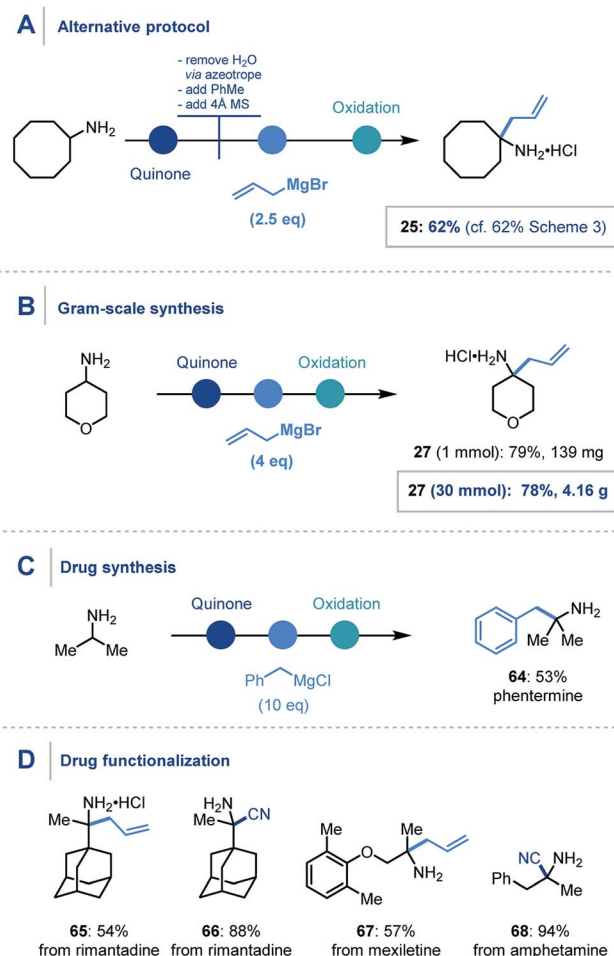 A Alternative protocol
- remove H2O
via azeotrope
- add PhMe
- add 4Å MS
Oxidation
NH2
Quinone
MgBr
(2.5 eq)
NH2•HCl
25: 62% (cf. 62% Scheme 3)
B Gram-scale synthesis
NH2
O
Quinone
Oxidation
MgBr
(4 eq)
HCl•H2N
O
27 (1 mmol): 79%, 139 mg
27 (30 mmol): 78%, 4.16 g
C Drug synthesis
NH2
Me Me
Quinone
Oxidation
Ph MgCl
(10 eq)
NH2
Me Me
64: 53%
phentermine
D Drug functionalization
NH2•HCl
Me
65: 54%
from rimantadine
H2N
Me CN
66: 88%
from rimantadine
Me
O
Me
Me
NH2
67: 57%
from mexiletine
NC NH2
Ph Me
68: 94%
from amphetamine